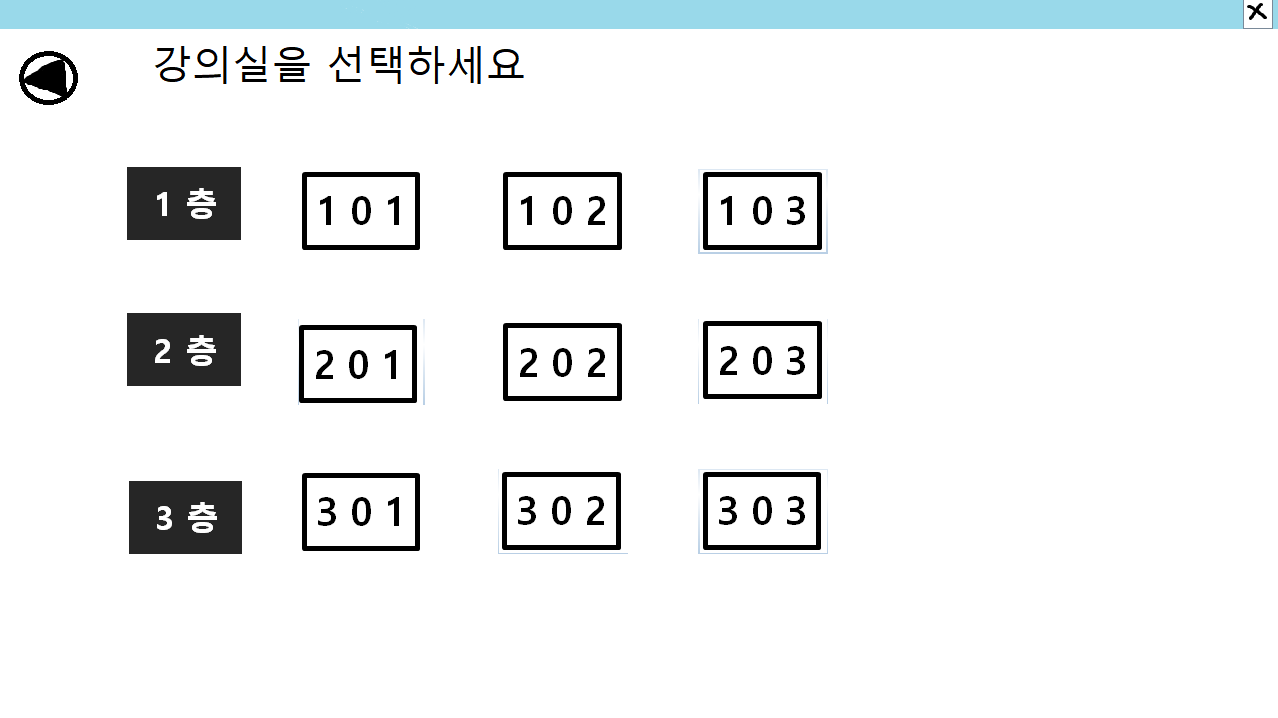 강의실을 선택하세요
1 층 1 0 1 1 0 2 1 0 3
2 층 2 0 1 2 0 2 2 0 3
3 층 3 0 1 3 0 2 3 0 3